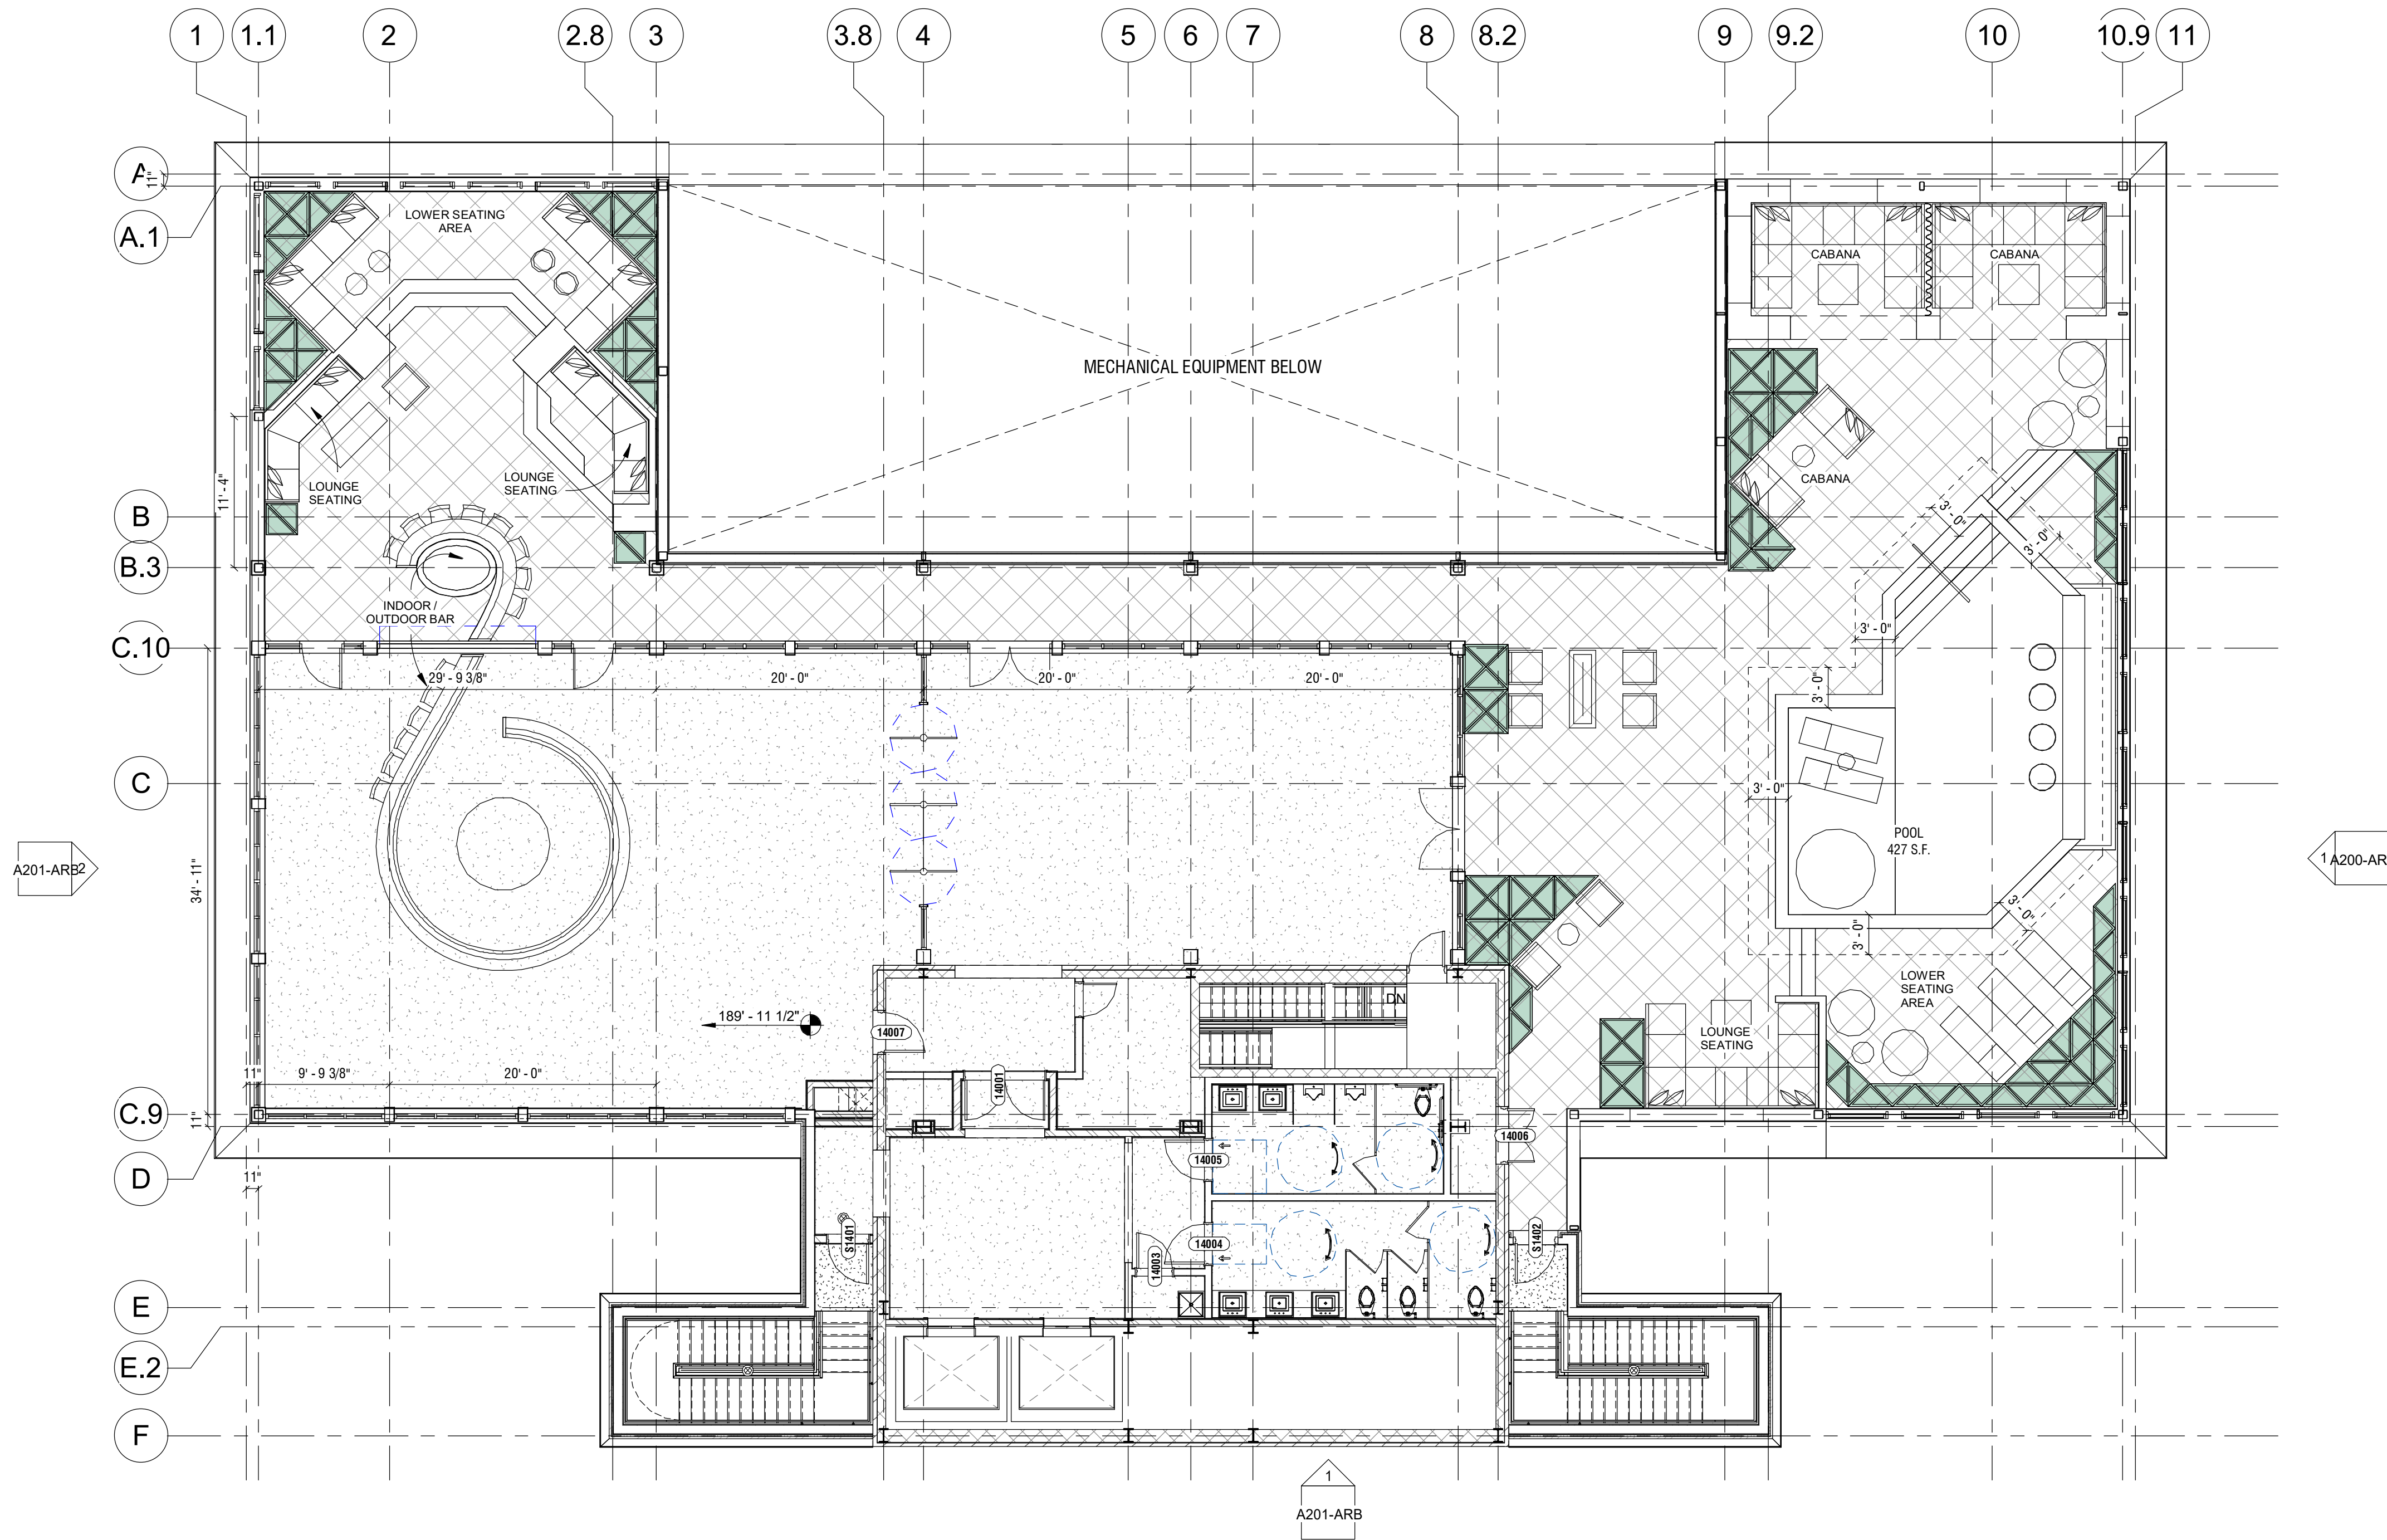 1
1.1
2
2.8
3
3.8
4
5
6
7
8
8.2
9
9.2
10
10.9
11
A
11"
A.1
B
B.3
C.10
C
C.9
D
E
E.2
F
LOWER SEATING
AREA
MECHANICAL EQUIPMENT BELOW
CABANA
CABANA
CABANA
LOUNGE
SEATING
LOUNGE
SEATING
11' - 4"
INDOOR /
OUTDOOR BAR
3' - 0"
3' - 0"
3' - 0"
3' - 0"
3' - 0"
3' - 0"
3' - 0"
29' - 9 3/8"
20' - 0"
20' - 0"
20' - 0"
34' - 11"
POOL
427 S.F.
A201-ARB
2
1
A200-AR
LOWER
SEATING
AREA
LOUNGE
SEATING
DN
189' - 11 1/2"
14007
14001
11"
9' - 9 3/8"
20' - 0"
11"
11"
14005
14006
14004
14003
S1401
S1402
1
A201-ARB